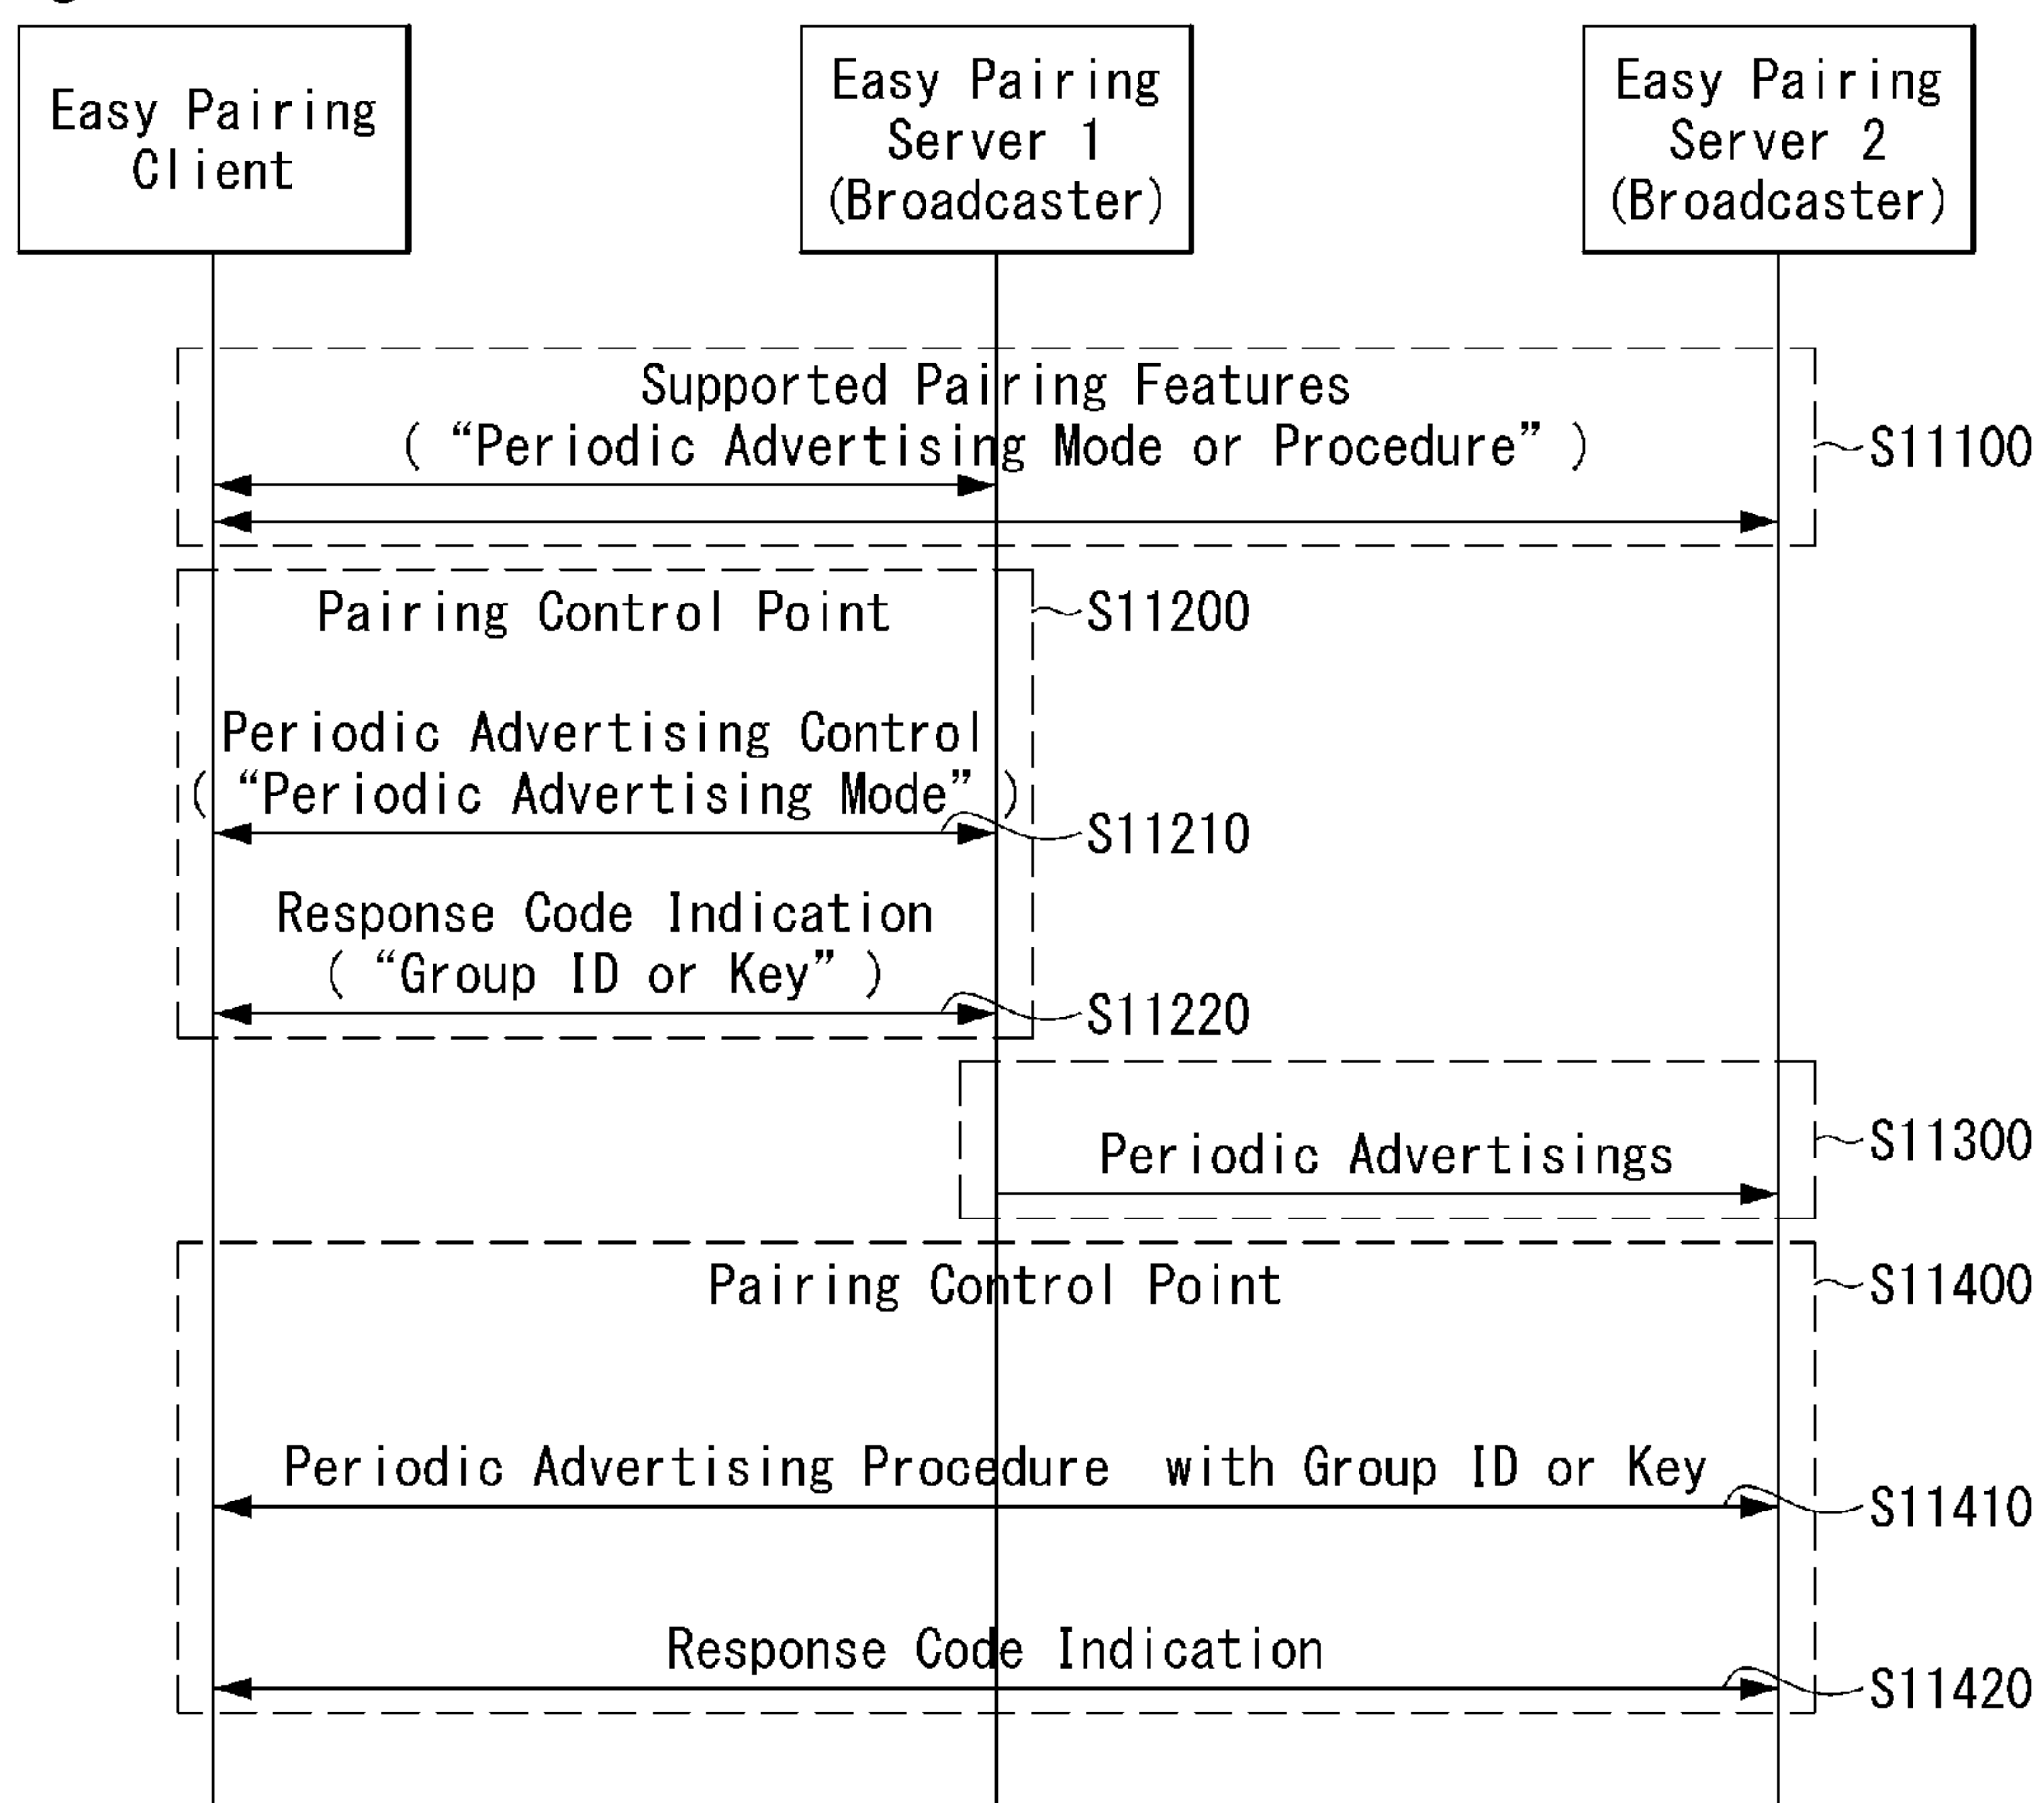 Easy Pairing
Client
Easy Pairing
Server 1
(Broadcaster)
Easy Pairing
Server 2
(Broadcaster)
Supported Pairing Features
( “Periodic Advertising Mode or Procedure” )
S11100
Pairing Control Point
S11200
Periodic Advertising Control
( “Periodic Advertising Mode” )
S11210
Response Code Indication
( “Group ID or Key” )
S11220
Periodic Advertisings
S11300
Pairing Control Point
S11400
Periodic Advertising Procedure with Group ID or Key
S11410
Response Code Indication
S11420